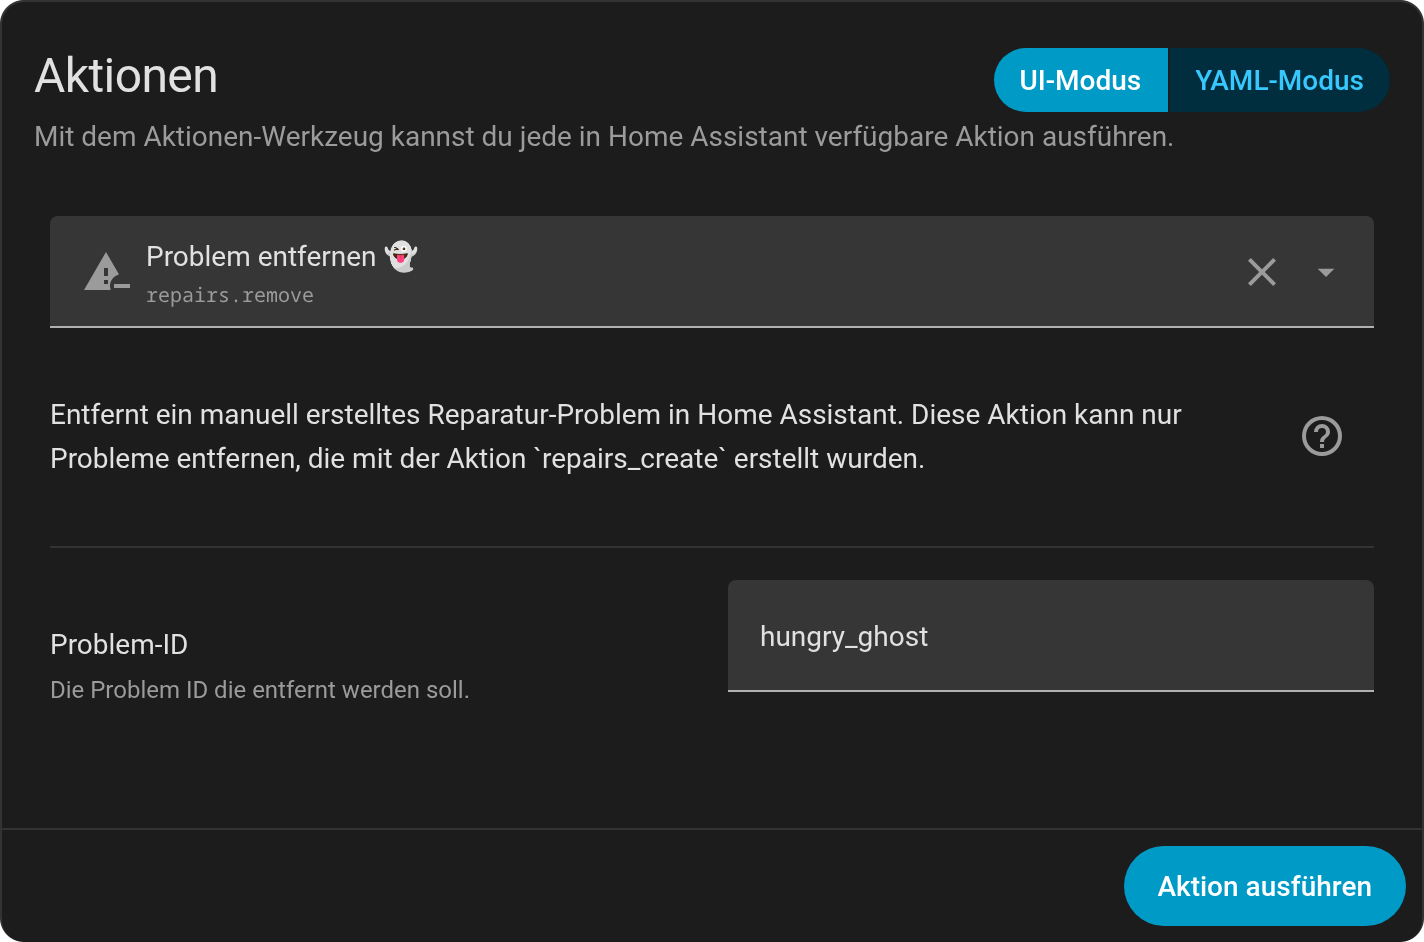 Aktionen
UI-Modus
YAML-Modus
Mit dem Aktionen-Werkzeug kannst du jede in Home Assistant verfügbare Aktion ausführen.
Problem entfernen 👻
repairs.remove
Entfernt ein manuell erstelltes Reparatur-Problem in Home Assistant. Diese Aktion kann nur
Probleme entfernen, die mit der Aktion `repairs_create` erstellt wurden.
Problem-ID
Die Problem ID die entfernt werden soll.
hungry_ghost
Aktion ausführen